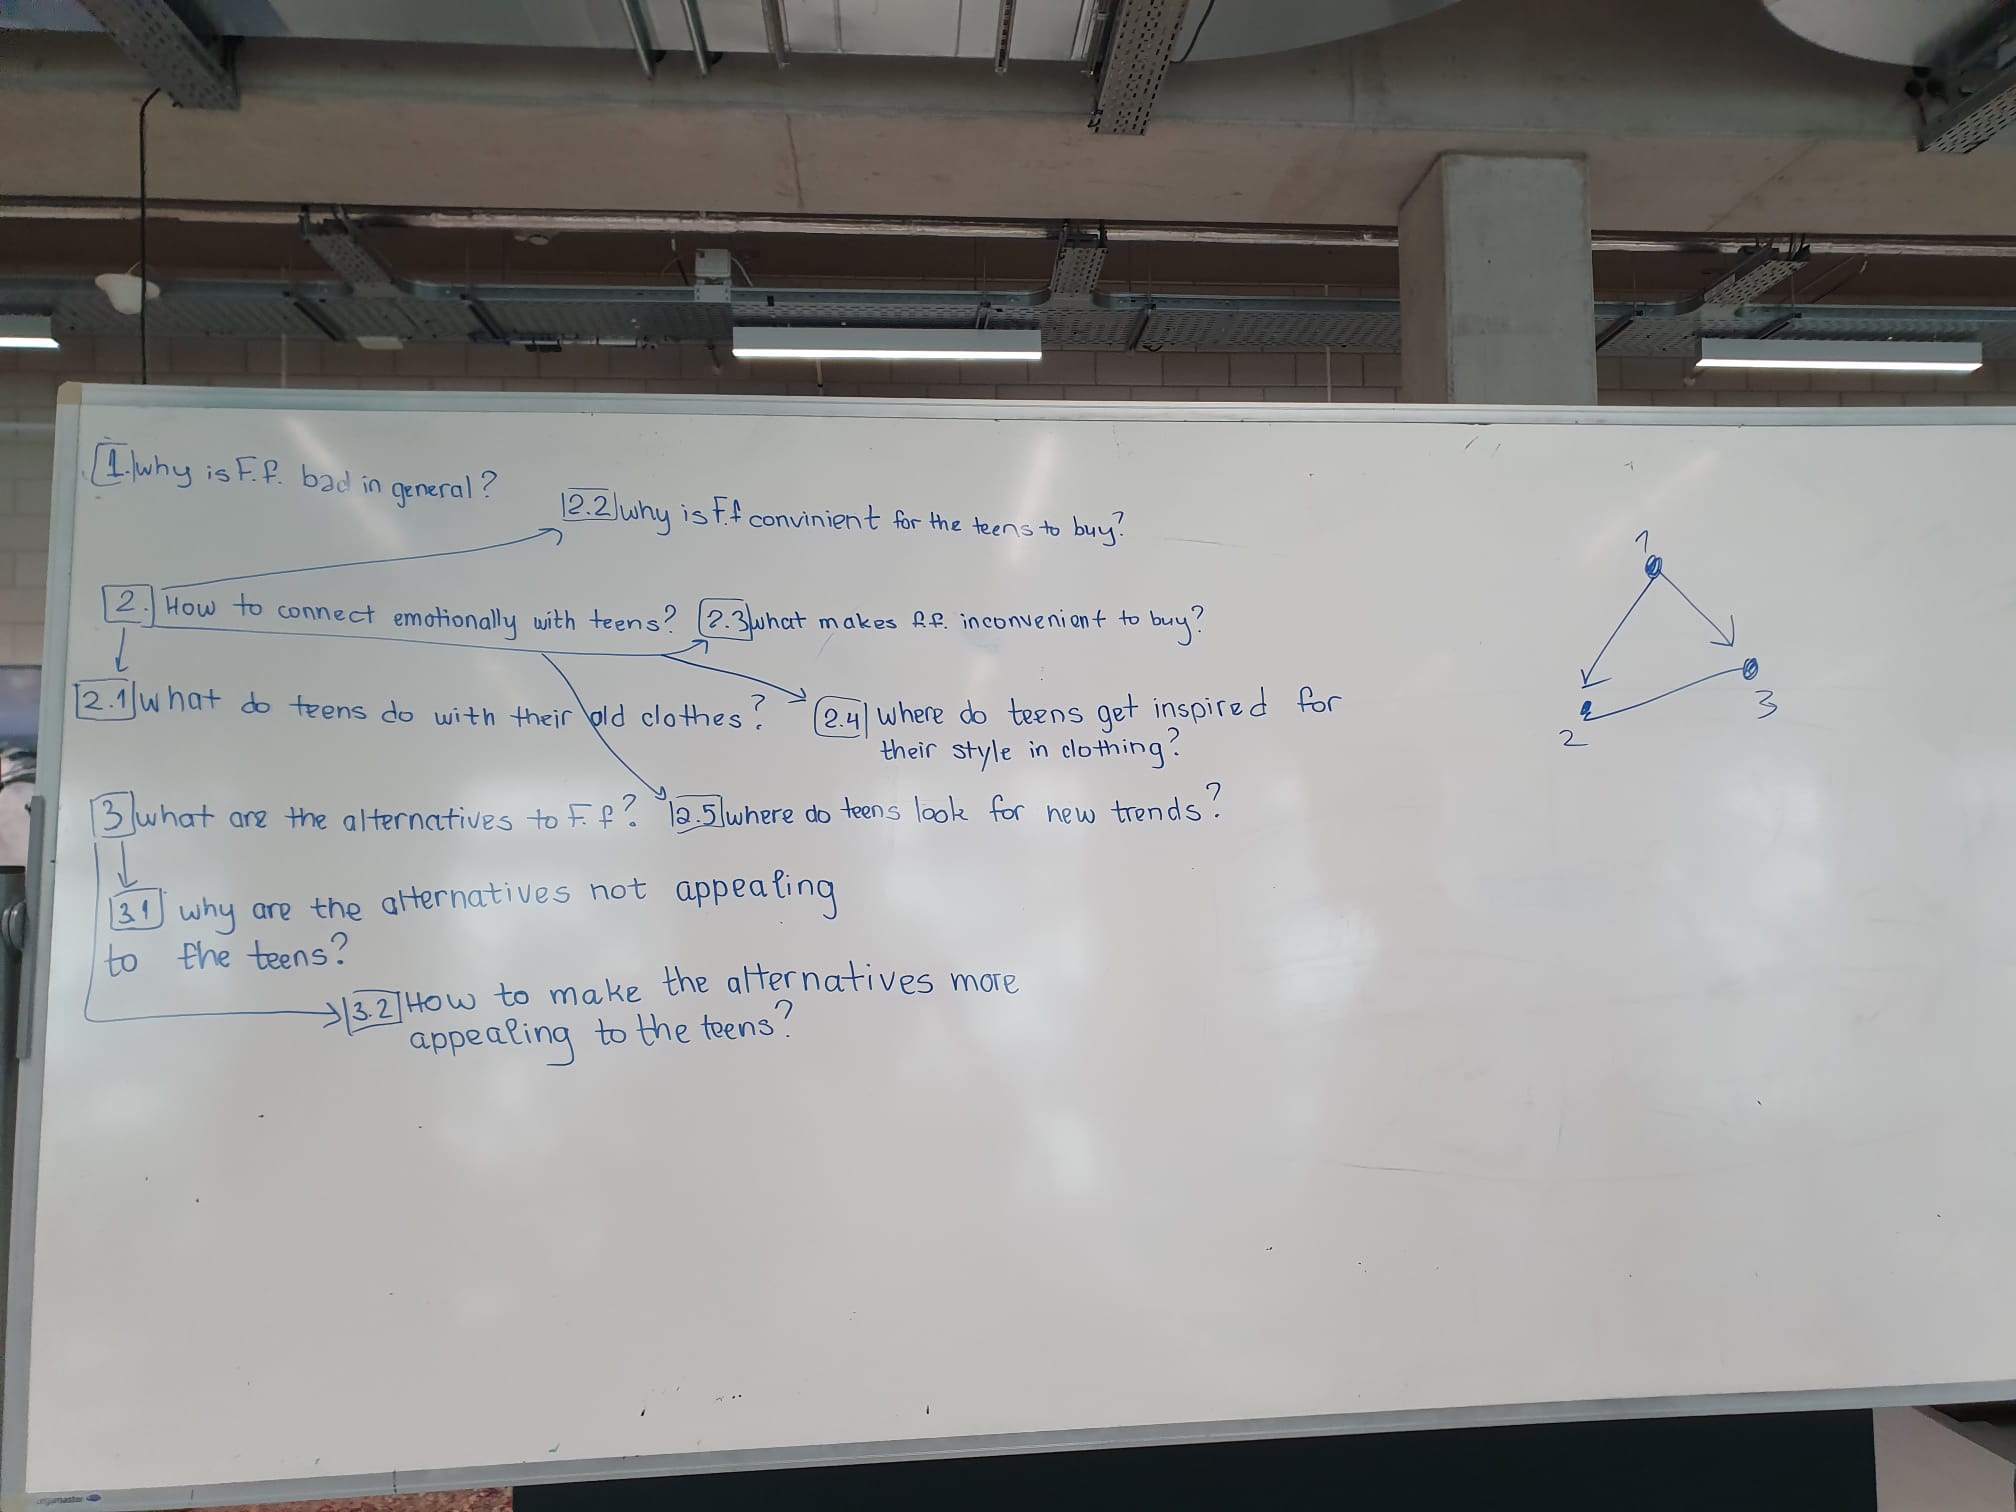 1. why is F.f. bad in general?
2.2 why is F.f convinient for the teens to buy?
2. How to connect emotionally with teens?
2.3 what makes f.f. inconvenient to buy?
2.1 what do teens do with their old clothes?
2.4 where do teens get inspired for
their style in clothing?
3 what are the alternatives to F.f?
2.5 where do teens look for new trends?
3.1 why are the alternatives not appealing
to the teens?
3.2 How to make the alternatives more
appealing to the teens?
1
2
3